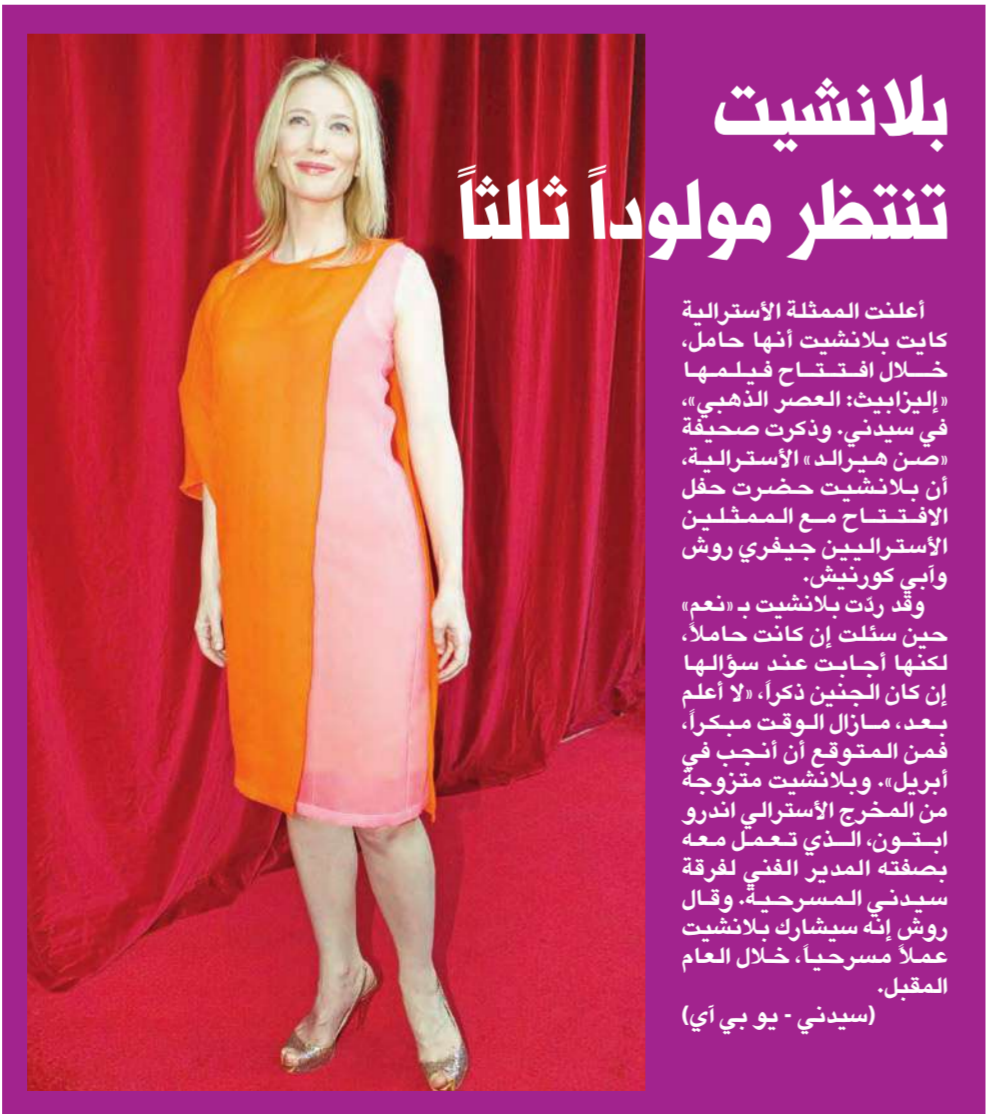 بلانشيت
تنتظر مولوداً ثالثاً
أعلنت الممثلة الأسترالية
كايت بلانشيت أنها حامل،
خلال افتتاح فيلمها
«إليزابيث: العصر الذهبي»،
في سيدني. وذكرت صحيفة
«صن هيرالد» الأسترالية،
أن بلانشيت حضرت حفل
الافتتاح مع الممثلين
الأستراليين جيفري روش
وآبي كورنيش.
وقد ردّت بلانشيت بـ «نعم»
حين سئلت إن كانت حاملاً،
لكنها أجابت عند سؤالها
إن كان الجنين ذكراً، «لا أعلم
بعد، مازال الوقت مبكراً،
فمن المتوقع أن أنجب في
أبريل». وبلانشيت متزوجة
من المخرج الأسترالي اندرو
ابتون، الذي تعمل معه
بصفته المدير الفني لفرقة
سيدني المسرحية. وقال
روش إنه سيشارك بلانشيت
عملاً مسرحياً، خلال العام
المقبل.
(سيدني - يو بي آي)